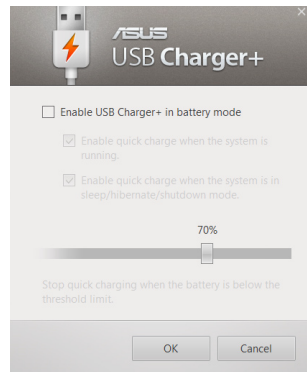 ASUS
USB Charger+
Enable USB Charger+ in battery mode
Enable quick charge when the system is
running.
Enable quick charge when the system is in
sleep/hibernate/shutdown mode.
70%
Stop quick charging when the battery is below the
threshold limit.
OK
Cancel